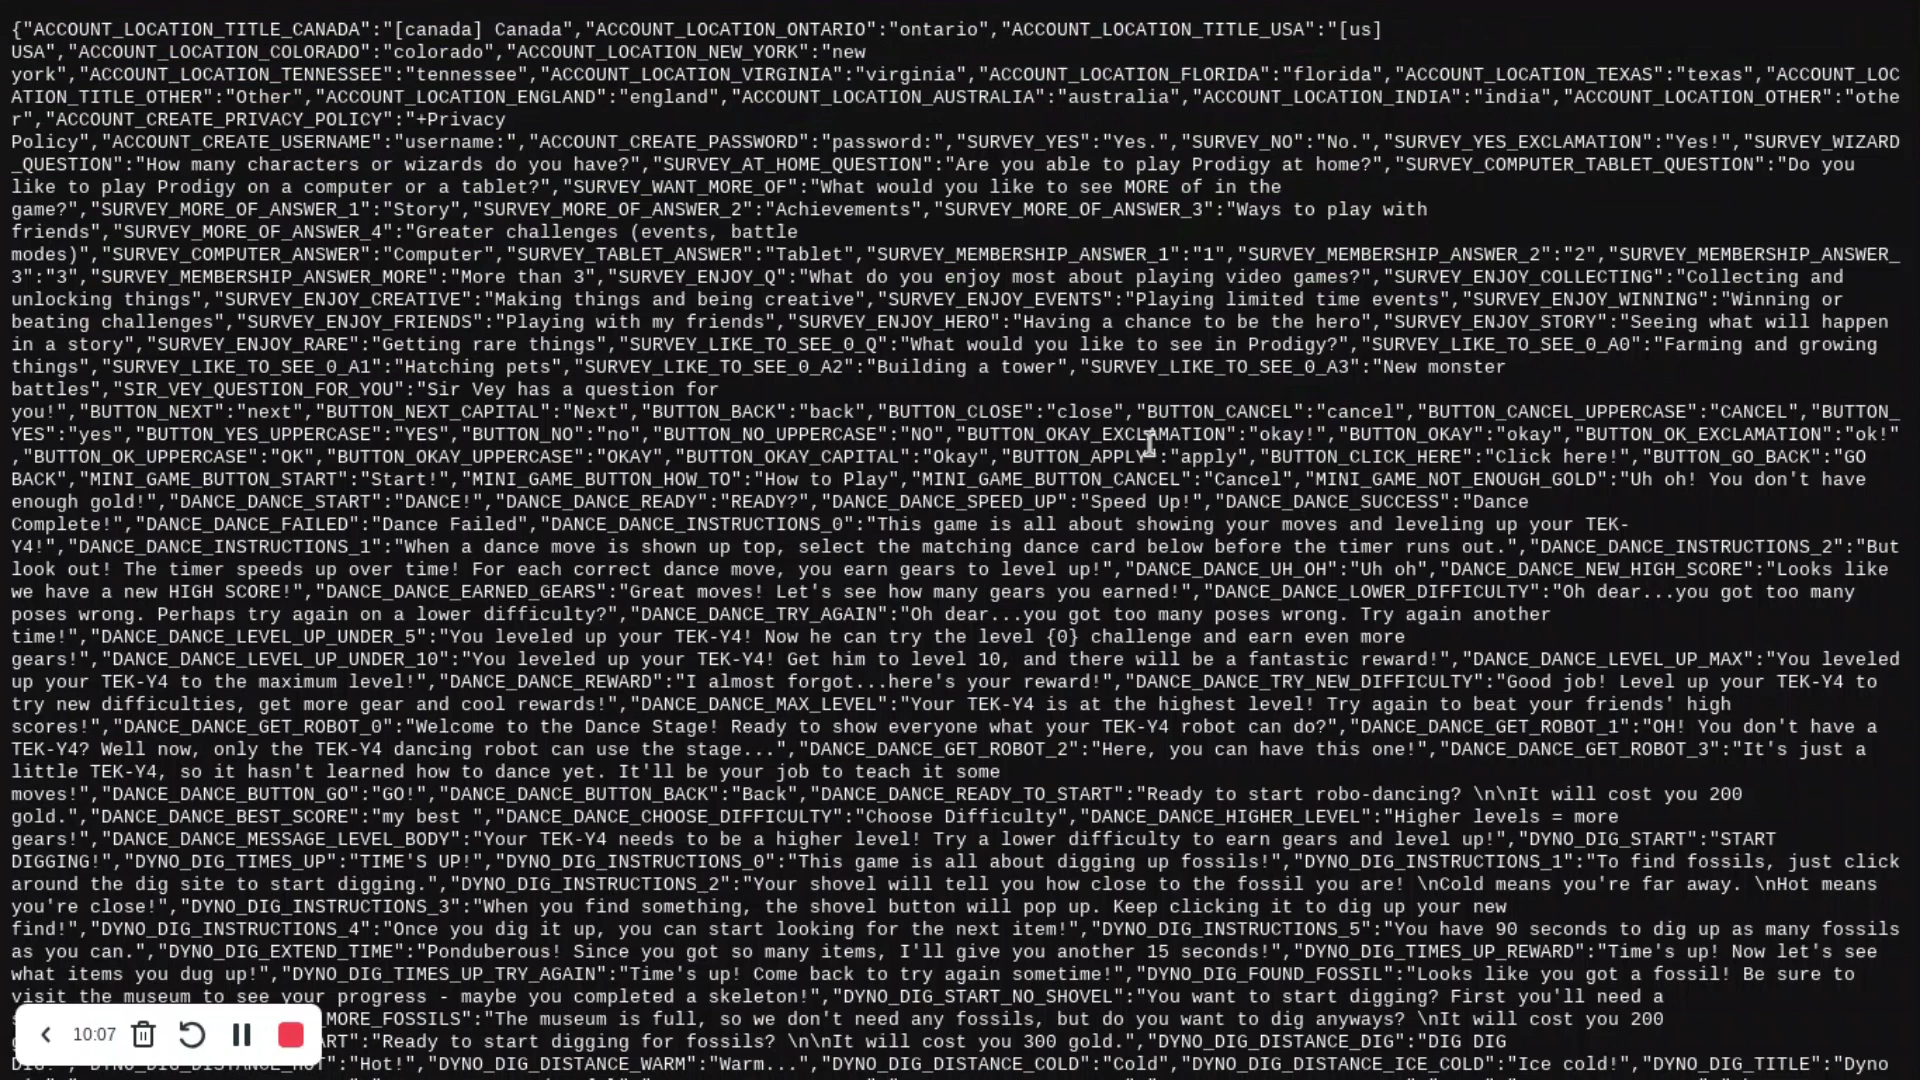 {"ACCOUNT_LOCATION_TITLE_CANADA":"[canada] Canada","ACCOUNT_LOCATION_ONTARIO":"ontario","ACCOUNT_LOCATION_TITLE_USA":"[us]
USA","ACCOUNT_LOCATION_COLORADO":"colorado","ACCOUNT_LOCATION_NEW_YORK":"new
york","ACCOUNT_LOCATION_TENNESSEE":"tennessee","ACCOUNT_LOCATION_VIRGINIA":"virginia","ACCOUNT_LOCATION_FLORIDA":"florida","ACCOUNT_LOCATION_TEXAS":"texas","ACCOUNT_LOC
ATION_TITLE_OTHER":"Other","ACCOUNT_LOCATION_ENGLAND":"england","ACCOUNT_LOCATION_AUSTRALIA":"australia","ACCOUNT_LOCATION_INDIA":"india","ACCOUNT_LOCATION_OTHER":"othe
r","ACCOUNT_CREATE_PRIVACY_POLICY":"+Privacy
Policy","ACCOUNT_CREATE_USERNAME":"username:","ACCOUNT_CREATE_PASSWORD":"password:","SURVEY_YES":"Yes.","SURVEY_NO":"No.","SURVEY_YES_EXCLAMATION":"Yes!","SURVEY_WIZARD
_QUESTION":"How many characters or wizards do you have?","SURVEY_AT_HOME_QUESTION":"Are you able to play Prodigy at home?","SURVEY_COMPUTER_TABLET_QUESTION":"Do you
like to play Prodigy on a computer or a tablet?","SURVEY_WANT_MORE_OF":"What would you like to see MORE of in the
game?","SURVEY_MORE_OF_ANSWER_1":"Story","SURVEY_MORE_OF_ANSWER_2":"Achievements","SURVEY_MORE_OF_ANSWER_3":"Ways to play with
friends","SURVEY_MORE_OF_ANSWER_4":"Greater challenges (events, battle
modes)","SURVEY_COMPUTER_ANSWER":"Computer","SURVEY_TABLET_ANSWER":"Tablet","SURVEY_MEMBERSHIP_ANSWER_1":"1","SURVEY_MEMBERSHIP_ANSWER_2":"2","SURVEY_MEMBERSHIP_ANSWER_
3":"3","SURVEY_MEMBERSHIP_ANSWER_MORE":"More than 3","SURVEY_ENJOY_Q":"What do you enjoy most about playing video games?","SURVEY_ENJOY_COLLECTING":"Collecting and
unlocking things","SURVEY_ENJOY_CREATIVE":"Making things and being creative","SURVEY_ENJOY_EVENTS":"Playing limited time events","SURVEY_ENJOY_WINNING":"Winning or
beating challenges","SURVEY_ENJOY_FRIENDS":"Playing with my friends","SURVEY_ENJOY_HERO":"Having a chance to be the hero","SURVEY_ENJOY_STORY":"Seeing what will happen
in a story","SURVEY_ENJOY_RARE":"Getting rare things","SURVEY_LIKE_TO_SEE_0_Q":"What would you like to see in Prodigy?","SURVEY_LIKE_TO_SEE_0_A0":"Farming and growing
things","SURVEY_LIKE_TO_SEE_0_A1":"Hatching pets","SURVEY_LIKE_TO_SEE_0_A2":"Building a tower","SURVEY_LIKE_TO_SEE_0_A3":"New monster
battles","SIR_VEY_QUESTION_FOR_YOU":"Sir Vey has a question for
you!","BUTTON_NEXT":"next","BUTTON_NEXT_CAPITAL":"Next","BUTTON_BACK":"back","BUTTON_CLOSE":"close","BUTTON_CANCEL":"cancel","BUTTON_CANCEL_UPPERCASE":"CANCEL","BUTTON_
YES":"yes","BUTTON_YES_UPPERCASE":"YES","BUTTON_NO":"no","BUTTON_NO_UPPERCASE":"NO","BUTTON_OKAY_EXCLAMATION":"okay!","BUTTON_OKAY":"okay","BUTTON_OK_EXCLAMATION":"ok!"
,"BUTTON_OK_UPPERCASE":"OK","BUTTON_OKAY_UPPERCASE":"OKAY","BUTTON_OKAY_CAPITAL":"Okay","BUTTON_APPLY":"apply","BUTTON_CLICK_HERE":"Click here!","BUTTON_GO_BACK":"GO
BACK","MINI_GAME_BUTTON_START":"Start!","MINI_GAME_BUTTON_HOW_TO":"How to Play","MINI_GAME_BUTTON_CANCEL":"Cancel","MINI_GAME_NOT_ENOUGH_GOLD":"Uh oh! You don't have
enough gold!","DANCE_DANCE_START":"DANCE!","DANCE_DANCE_READY":"READY?","DANCE_DANCE_SPEED_UP":"Speed Up!","DANCE_DANCE_SUCCESS":"Dance
Complete!","DANCE_DANCE_FAILED":"Dance Failed","DANCE_DANCE_INSTRUCTIONS_0":"This game is all about showing your moves and leveling up your TEK-
Y4!","DANCE_DANCE_INSTRUCTIONS_1":"When a dance move is shown up top, select the matching dance card below before the timer runs out.","DANCE_DANCE_INSTRUCTIONS_2":"But
look out! The timer speeds up over time! For each correct dance move, you earn gears to level up!","DANCE_DANCE_UH_OH":"Uh oh","DANCE_DANCE_NEW_HIGH_SCORE":"Looks like
we have a new HIGH SCORE!","DANCE_DANCE_EARNED_GEARS":"Great moves! Let's see how many gears you earned!","DANCE_DANCE_LOWER_DIFFICULTY":"Oh dear...you got too many
poses wrong. Perhaps try again on a lower difficulty?","DANCE_DANCE_TRY_AGAIN":"Oh dear...you got too many poses wrong. Try again another
time!","DANCE_DANCE_LEVEL_UP_UNDER_5":"You leveled up your TEK-Y4! Now he can try the level {0} challenge and earn even more
gears!","DANCE_DANCE_LEVEL_UP_UNDER_10":"You leveled up your TEK-Y4! Get him to level 10, and there will be a fantastic reward!","DANCE_DANCE_LEVEL_UP_MAX":"You leveled
up your TEK-Y4 to the maximum level!","DANCE_DANCE_REWARD":"I almost forgot...here's your reward!","DANCE_DANCE_TRY_NEW_DIFFICULTY":"Good job! Level up your TEK-Y4 to
try new difficulties, get more gear and cool rewards!","DANCE_DANCE_MAX_LEVEL":"Your TEK-Y4 is at the highest level! Try again to beat your friends' high
scores!","DANCE_DANCE_GET_ROBOT_0":"Welcome to the Dance Stage! Ready to show everyone what your TEK-Y4 robot can do?","DANCE_DANCE_GET_ROBOT_1":"OH! You don't have a
TEK-Y4? Well now, only the TEK-Y4 dancing robot can use the stage...","DANCE_DANCE_GET_ROBOT_2":"Here, you can have this one!","DANCE_DANCE_GET_ROBOT_3":"It's just a
little TEK-Y4, so it hasn't learned how to dance yet. It'll be your job to teach it some
moves!","DANCE_DANCE_BUTTON_GO":"GO!","DANCE_DANCE_BUTTON_BACK":"Back","DANCE_DANCE_READY_TO_START":"Ready to start robo-dancing? \n\nIt will cost you 200
gold.","DANCE_DANCE_BEST_SCORE":"my best ","DANCE_DANCE_CHOOSE_DIFFICULTY":"Choose Difficulty","DANCE_DANCE_HIGHER_LEVEL":"Higher levels = more
gears!","DANCE_DANCE_MESSAGE_LEVEL_BODY":"Your TEK-Y4 needs to be a higher level! Try a lower difficulty to earn gears and level up!","DYNO_DIG_START":"START
DIGGING!","DYNO_DIG_TIMES_UP":"TIME'S UP!","DYNO_DIG_INSTRUCTIONS_0":"This game is all about digging up fossils!","DYNO_DIG_INSTRUCTIONS_1":"To find fossils, just click
around the dig site to start digging.","DYNO_DIG_INSTRUCTIONS_2":"Your shovel will tell you how close to the fossil you are! \nCold means you're far away. \nHot means
you're close!","DYNO_DIG_INSTRUCTIONS_3":"When you find something, the shovel button will pop up. Keep clicking it to dig up your new
find!","DYNO_DIG_INSTRUCTIONS_4":"Once you dig it up, you can start looking for the next item!","DYNO_DIG_INSTRUCTIONS_5":"You have 90 seconds to dig up as many fossils
as you can.","DYNO_DIG_EXTEND_TIME":"Ponduberous! Since you got so many items, I'll give you another 15 seconds!","DYNO_DIG_TIMES_UP_REWARD":"Time's up! Now let's see
what items you dug up!","DYNO_DIG_TIMES_UP_TRY_AGAIN":"Time's up! Come back to try again sometime!","DYNO_DIG_FOUND_FOSSIL":"Looks like you got a fossil! Be sure to
visit the museum to see your progress - maybe you completed a skeleton!","DYNO_DIG_START_NO_SHOVEL":"You want to start digging? First you'll need a
MORE_FOSSILS":"The museum is full, so we don't need any fossils, but do you want to dig anyways? \nIt will cost you 200
ART":"Ready to start digging for fossils? \n\nIt will cost you 300 gold.","DYNO_DIG_DISTANCE_DIG":"DIG DIG
"Hot!","DYNO_DIG_DISTANCE_WARM":"Warm...","DYNO_DIG_DISTANCE_COLD":"Cold","DYNO_DIG_DISTANCE_ICE_COLD":"Ice cold!","DYNO_DIG_TITLE":"Dyno
10:07